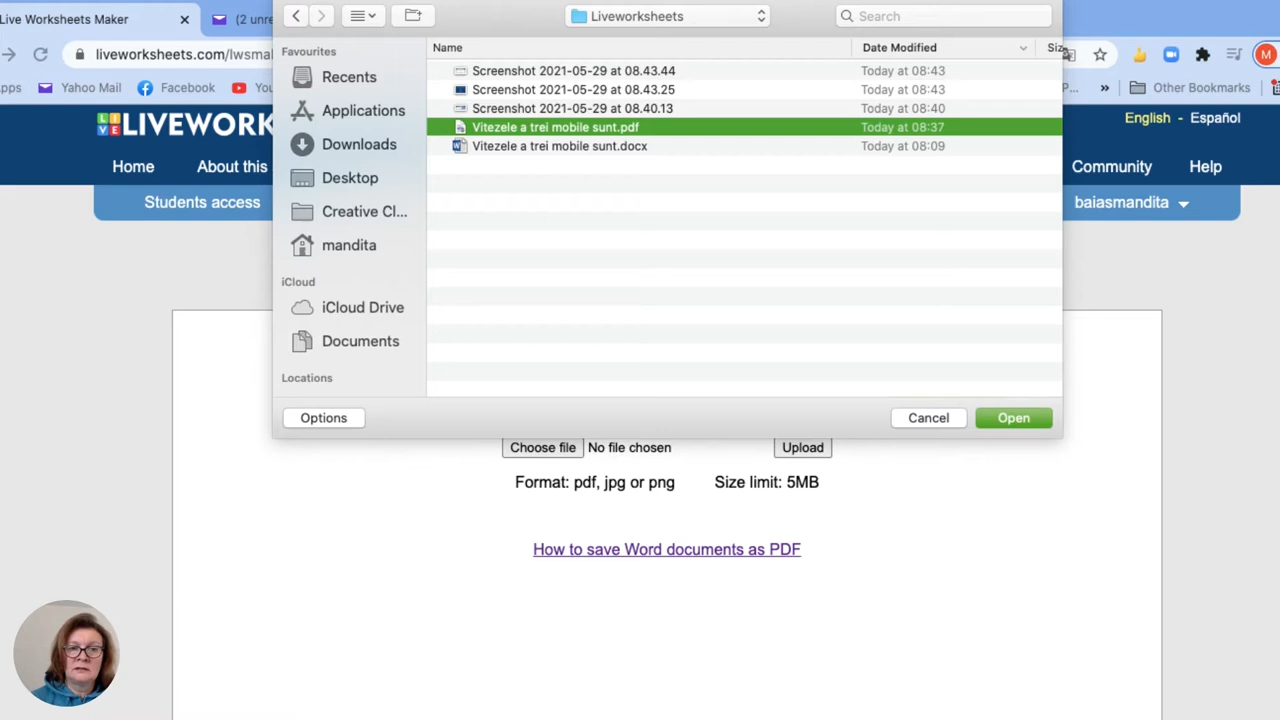 Live Worksheets Maker
(2 unre
liveworksheets.com/lwsmal
Apps
Yahoo Mail
Facebook
You
P...
»
Other Bookmarks
M
LIVE
LIVEWORK
English - Español
Home
About this
Community
Help
Students access
baiasmandita
Liveworksheets
Search
Favourites
Recents
Applications
Downloads
Desktop
Creative Cl...
mandita
iCloud
iCloud Drive
Documents
Locations
Name
Date Modified
Siz
Screenshot 2021-05-29 at 08.43.44
Today at 08:43
Screenshot 2021-05-29 at 08.43.25
Today at 08:43
Screenshot 2021-05-29 at 08.40.13
Today at 08:40
Vitezele a trei mobile sunt.pdf
Today at 08:37
Vitezele a trei mobile sunt.docx
Today at 08:09
Options
Cancel
Open
Choose file No file chosen
Upload
Format: pdf, jpg or png
Size limit: 5MB
How to save Word documents as PDF